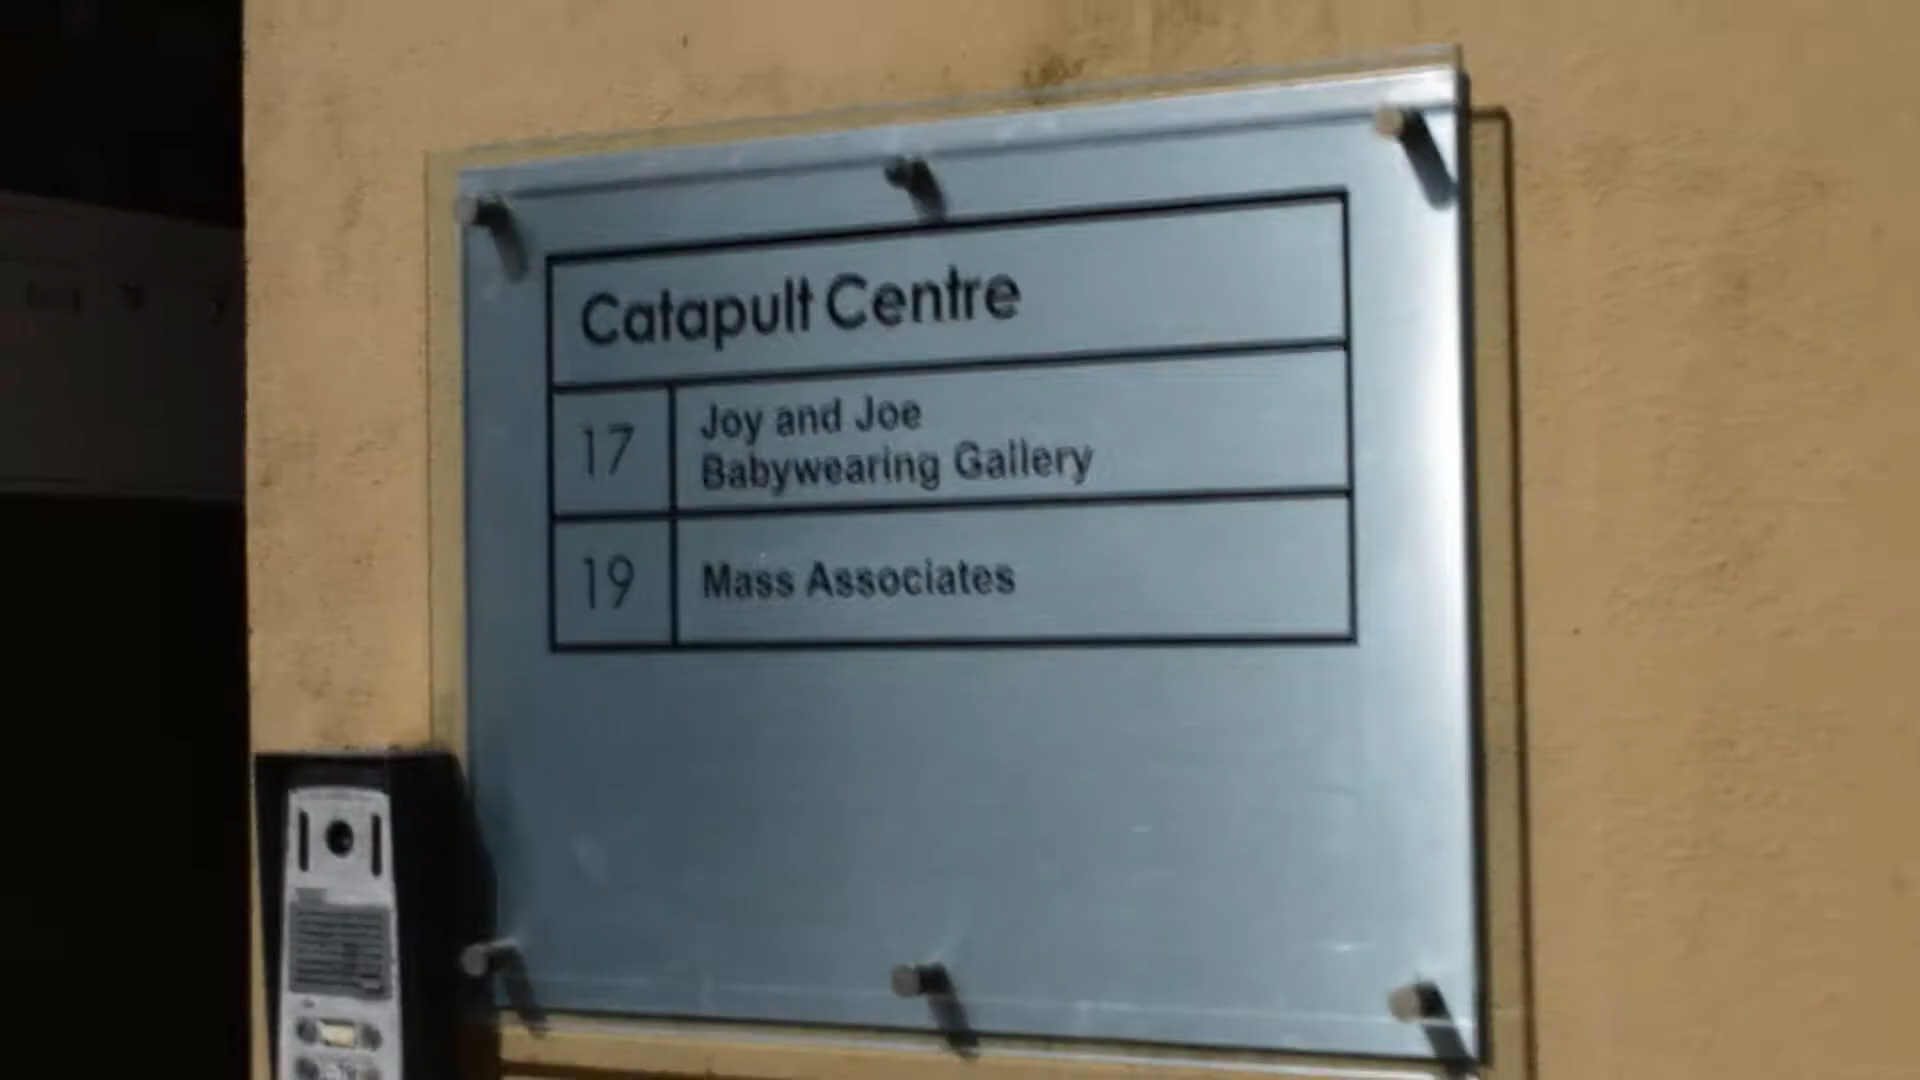 Catapult Centre
17
Joy and Joe
Babywearing Gallery
19
Mass Associates